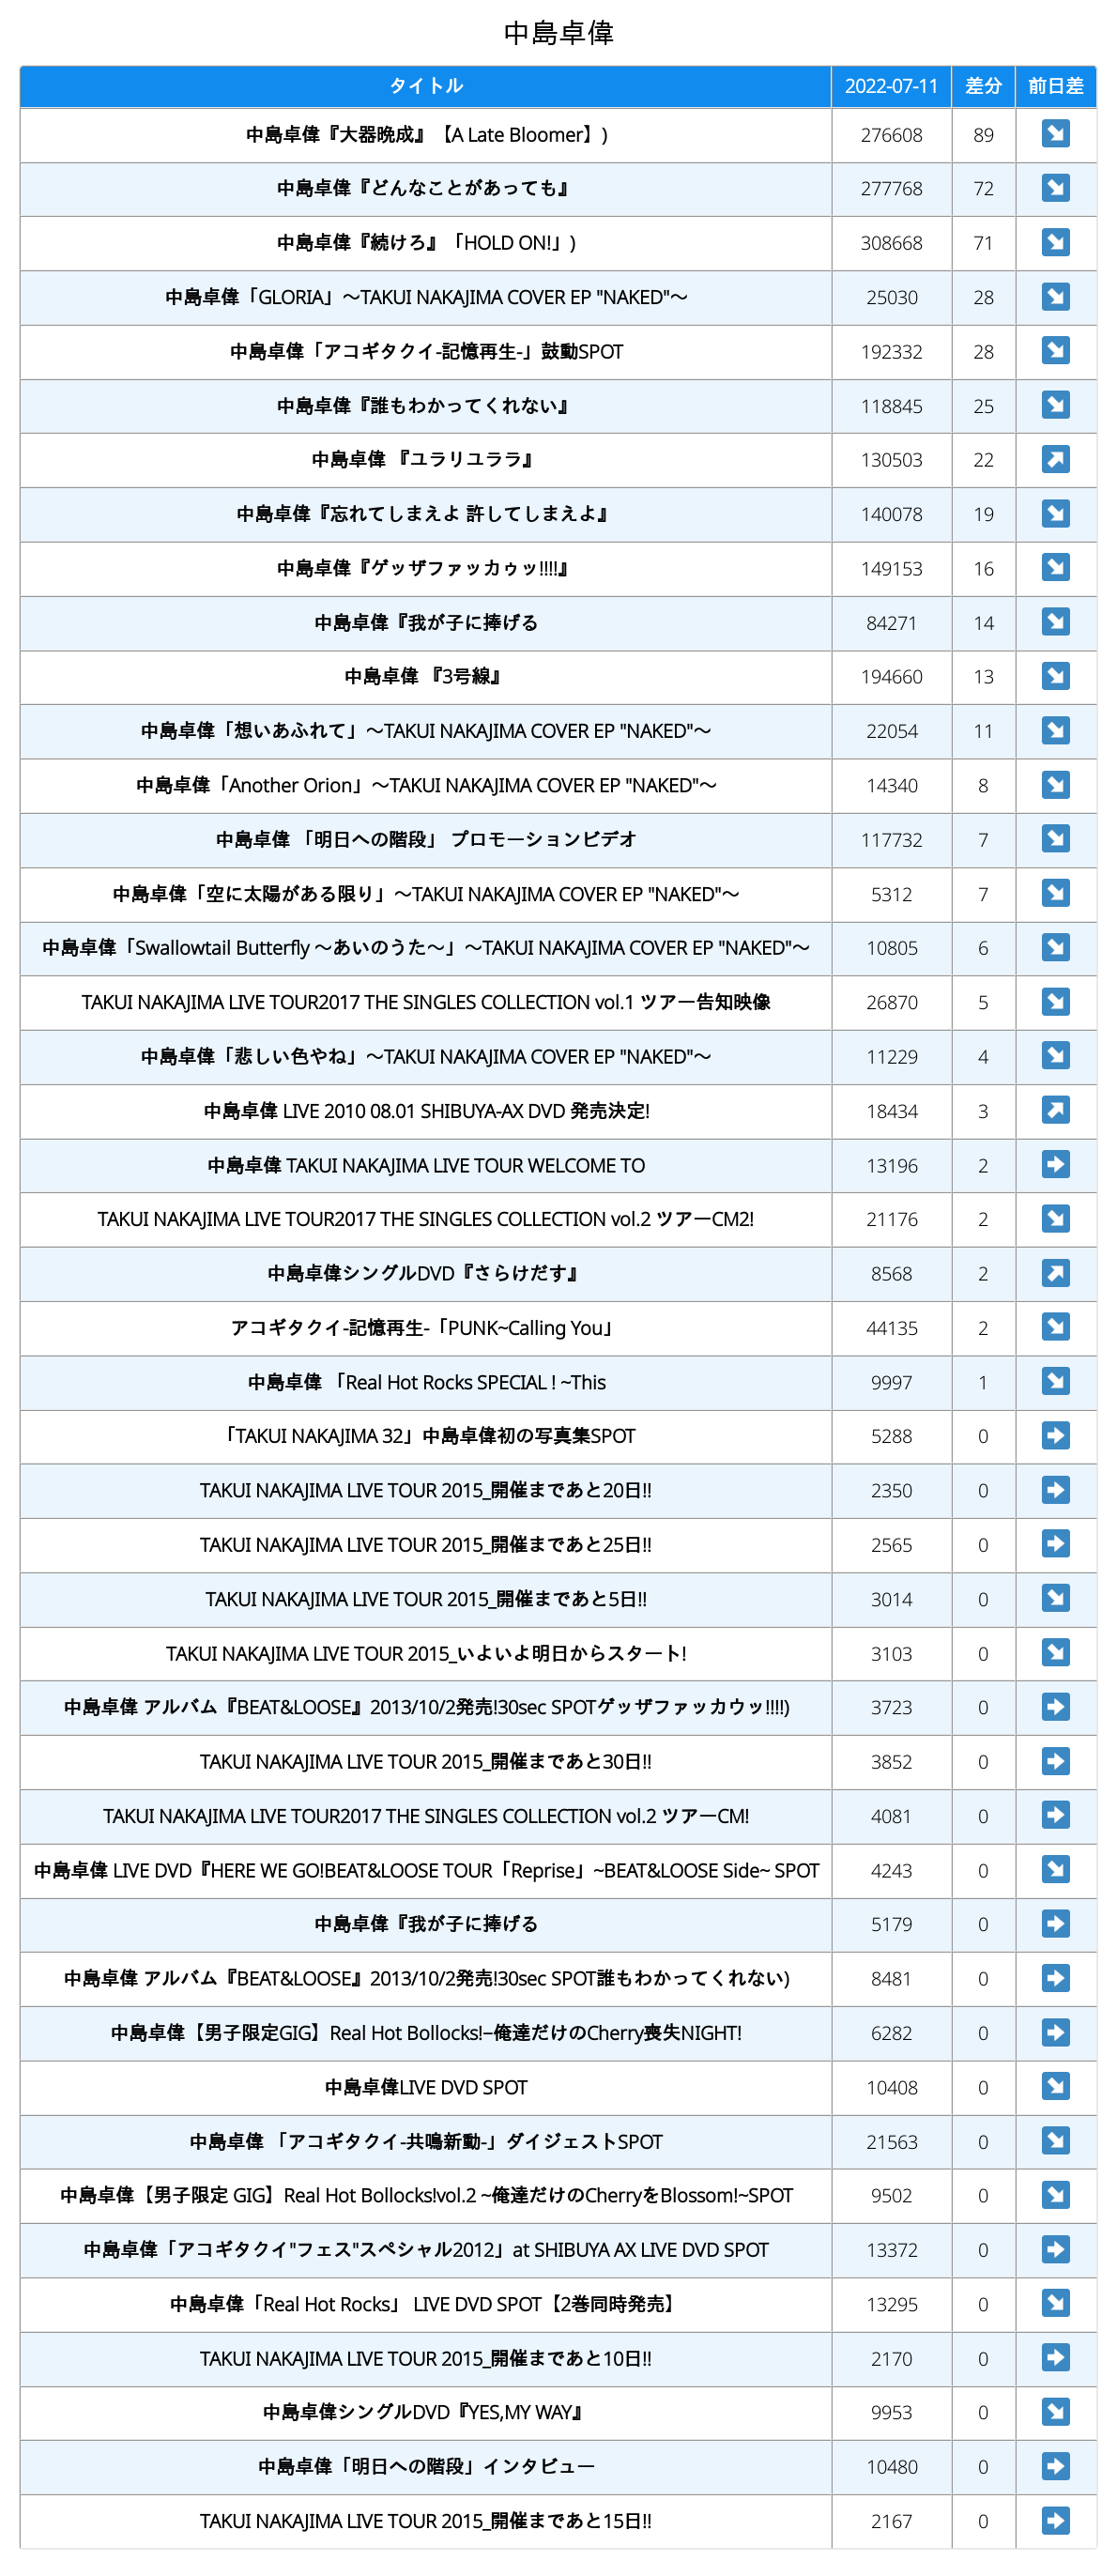 中島卓偉
タイトル 2022-07-11 差分 前日差
中島卓偉『大器晩成』【A Late Bloomer】) 276608 89 ↘
中島卓偉『どんなことがあっても』 277768 72 ↘
中島卓偉『続けろ』「HOLD ON!」) 308668 71 ↘
中島卓偉「GLORIA」～TAKUI NAKAJIMA COVER EP "NAKED"～ 25030 28 ↘
中島卓偉「アコギタクイ-記憶再生-」鼓動SPOT 192332 28 ↘
中島卓偉『誰もわかってくれない』 118845 25 ↘
中島卓偉 『ユラリユララ』 130503 22 ↗
中島卓偉『忘れてしまえよ 許してしまえよ』 140078 19 ↘
中島卓偉『ゲッザファッカゥッ!!!!』 149153 16 ↘
中島卓偉『我が子に捧げる 84271 14 ↘
中島卓偉 『3号線』 194660 13 ↘
中島卓偉「想いあふれて」～TAKUI NAKAJIMA COVER EP "NAKED"～ 22054 11 ↘
中島卓偉「Another Orion」～TAKUI NAKAJIMA COVER EP "NAKED"～ 14340 8 ↘
中島卓偉 「明日への階段」 プロモーションビデオ 117732 7 ↘
中島卓偉「空に太陽がある限り」～TAKUI NAKAJIMA COVER EP "NAKED"～ 5312 7 ↘
中島卓偉「Swallowtail Butterfly ～あいのうた～」～TAKUI NAKAJIMA COVER EP "NAKED"～ 10805 6 ↘
TAKUI NAKAJIMA LIVE TOUR2017 THE SINGLES COLLECTION vol.1 ツアー告知映像 26870 5 ↘
中島卓偉「悲しい色やね」～TAKUI NAKAJIMA COVER EP "NAKED"～ 11229 4 ↘
中島卓偉 LIVE 2010 08.01 SHIBUYA-AX DVD 発売決定! 18434 3 ↗
中島卓偉 TAKUI NAKAJIMA LIVE TOUR WELCOME TO 13196 2 ➡
TAKUI NAKAJIMA LIVE TOUR2017 THE SINGLES COLLECTION vol.2 ツアーCM2! 21176 2 ↘
中島卓偉シングルDVD『さらけだす』 8568 2 ↗
アコギタクイ-記憶再生-「PUNK~Calling You」 44135 2 ↘
中島卓偉 「Real Hot Rocks SPECIAL ! ~This 9997 1 ↘
「TAKUI NAKAJIMA 32」中島卓偉初の写真集SPOT 5288 0 ➡
TAKUI NAKAJIMA LIVE TOUR 2015_開催まであと20日!! 2350 0 ➡
TAKUI NAKAJIMA LIVE TOUR 2015_開催まであと25日!! 2565 0 ➡
TAKUI NAKAJIMA LIVE TOUR 2015_開催まであと5日!! 3014 0 ↘
TAKUI NAKAJIMA LIVE TOUR 2015_いよいよ明日からスタート! 3103 0 ↘
中島卓偉 アルバム『BEAT&LOOSE』2013/10/2発売!30sec SPOTゲッザファッカウッ!!!!) 3723 0 ➡
TAKUI NAKAJIMA LIVE TOUR 2015_開催まであと30日!! 3852 0 ➡
TAKUI NAKAJIMA LIVE TOUR2017 THE SINGLES COLLECTION vol.2 ツアーCM! 4081 0 ➡
中島卓偉 LIVE DVD『HERE WE GO!BEAT&LOOSE TOUR「Reprise」~BEAT&LOOSE Side~ SPOT 4243 0 ↘
中島卓偉『我が子に捧げる 5179 0 ➡
中島卓偉 アルバム『BEAT&LOOSE』2013/10/2発売!30sec SPOT誰もわかってくれない) 8481 0 ➡
中島卓偉【男子限定GIG】Real Hot Bollocks!−俺達だけのCherry喪失NIGHT! 6282 0 ➡
中島卓偉LIVE DVD SPOT 10408 0 ↘
中島卓偉 「アコギタクイ-共鳴新動-」ダイジェストSPOT 21563 0 ↘
中島卓偉【男子限定 GIG】Real Hot Bollocks!vol.2 ~俺達だけのCherryをBlossom!~SPOT 9502 0 ↘
中島卓偉「アコギタクイ"フェス"スペシャル2012」at SHIBUYA AX LIVE DVD SPOT 13372 0 ➡
中島卓偉「Real Hot Rocks」 LIVE DVD SPOT【2巻同時発売】 13295 0 ↘
TAKUI NAKAJIMA LIVE TOUR 2015_開催まであと10日!! 2170 0 ➡
中島卓偉シングルDVD『YES,MY WAY』 9953 0 ↘
中島卓偉「明日への階段」インタビュー 10480 0 ➡
TAKUI NAKAJIMA LIVE TOUR 2015_開催まであと15日!! 2167 0 ➡